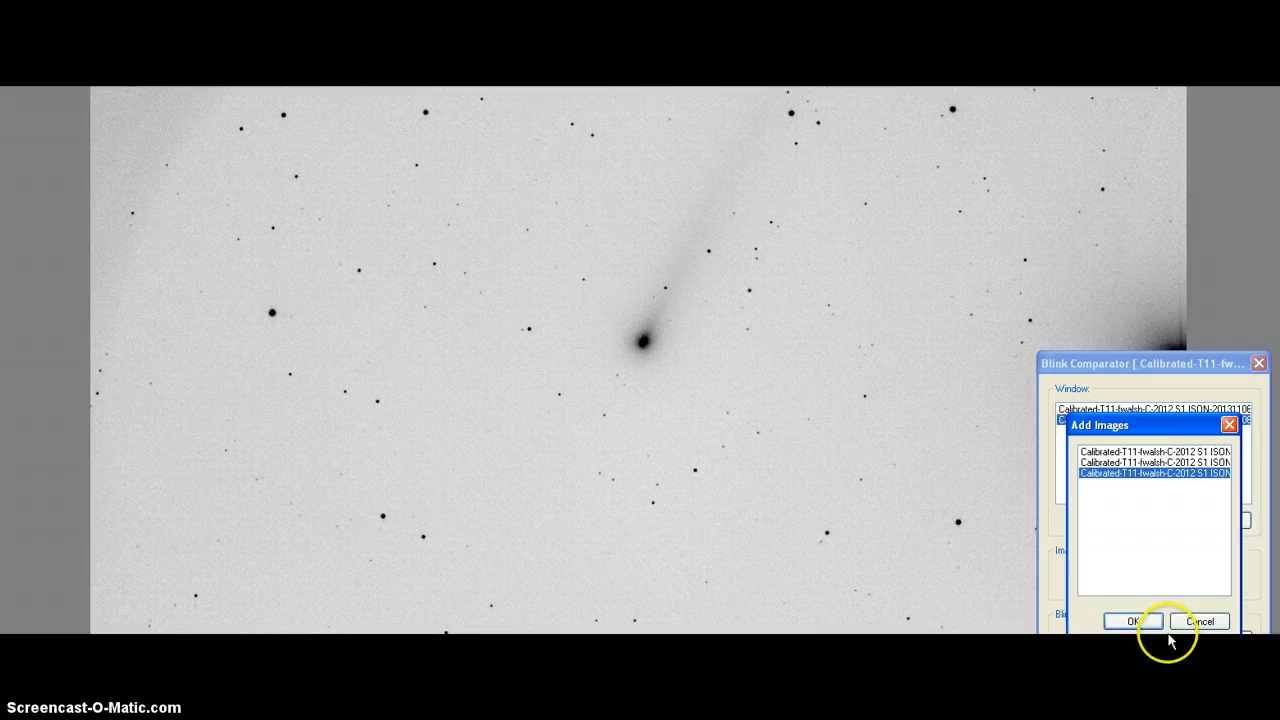 Blink Comparator [ Calibrated-T11-fw...
Window:
Calibrated-T11-fwalsh-C-2012 S1 ISON-20131106
Add Images
Calibrated-T11-fwalsh-C-2012 S1 ISON
Calibrated-T11-fwalsh-C-2012 S1 ISON
Calibrated-T11-fwalsh-C-2012 S1 ISON
OK
Cancel
Screencast-O-Matic.com